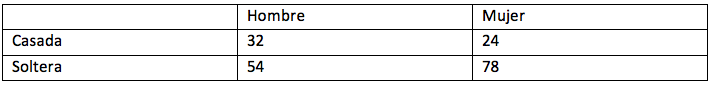 Hombre Mujer
Casada 32 24
Soltera 54 78